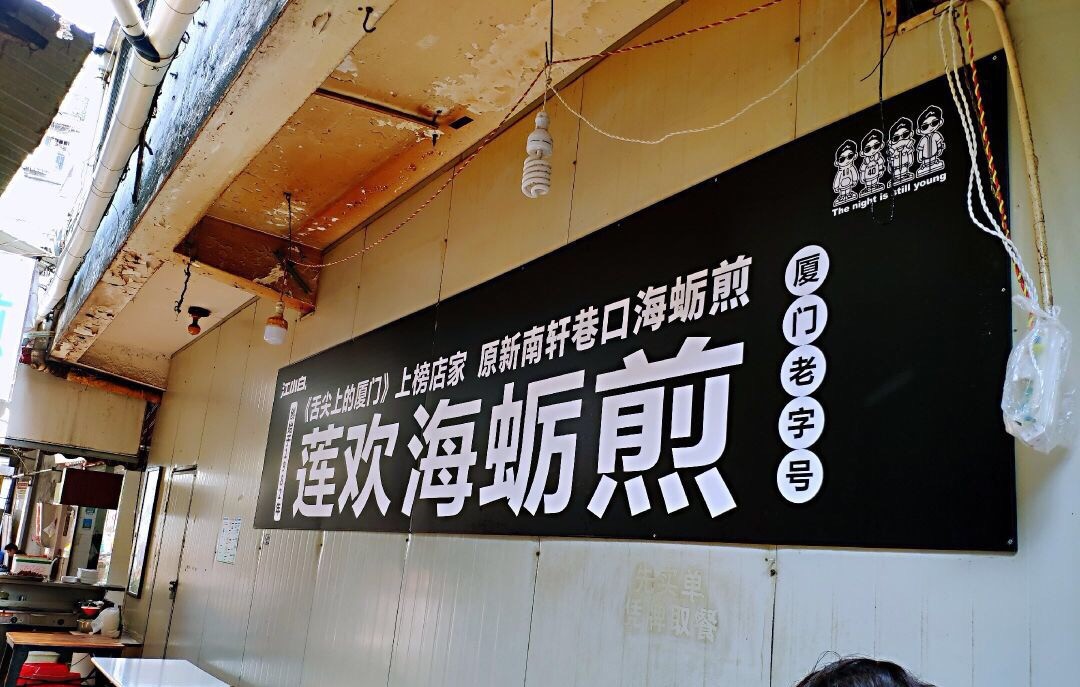 江小白
《舌尖上的厦门》上榜店家 原新南轩巷口海蛎煎
莲欢海蛎煎
厦门老字号
The night is still young
先买单
凭牌取餐